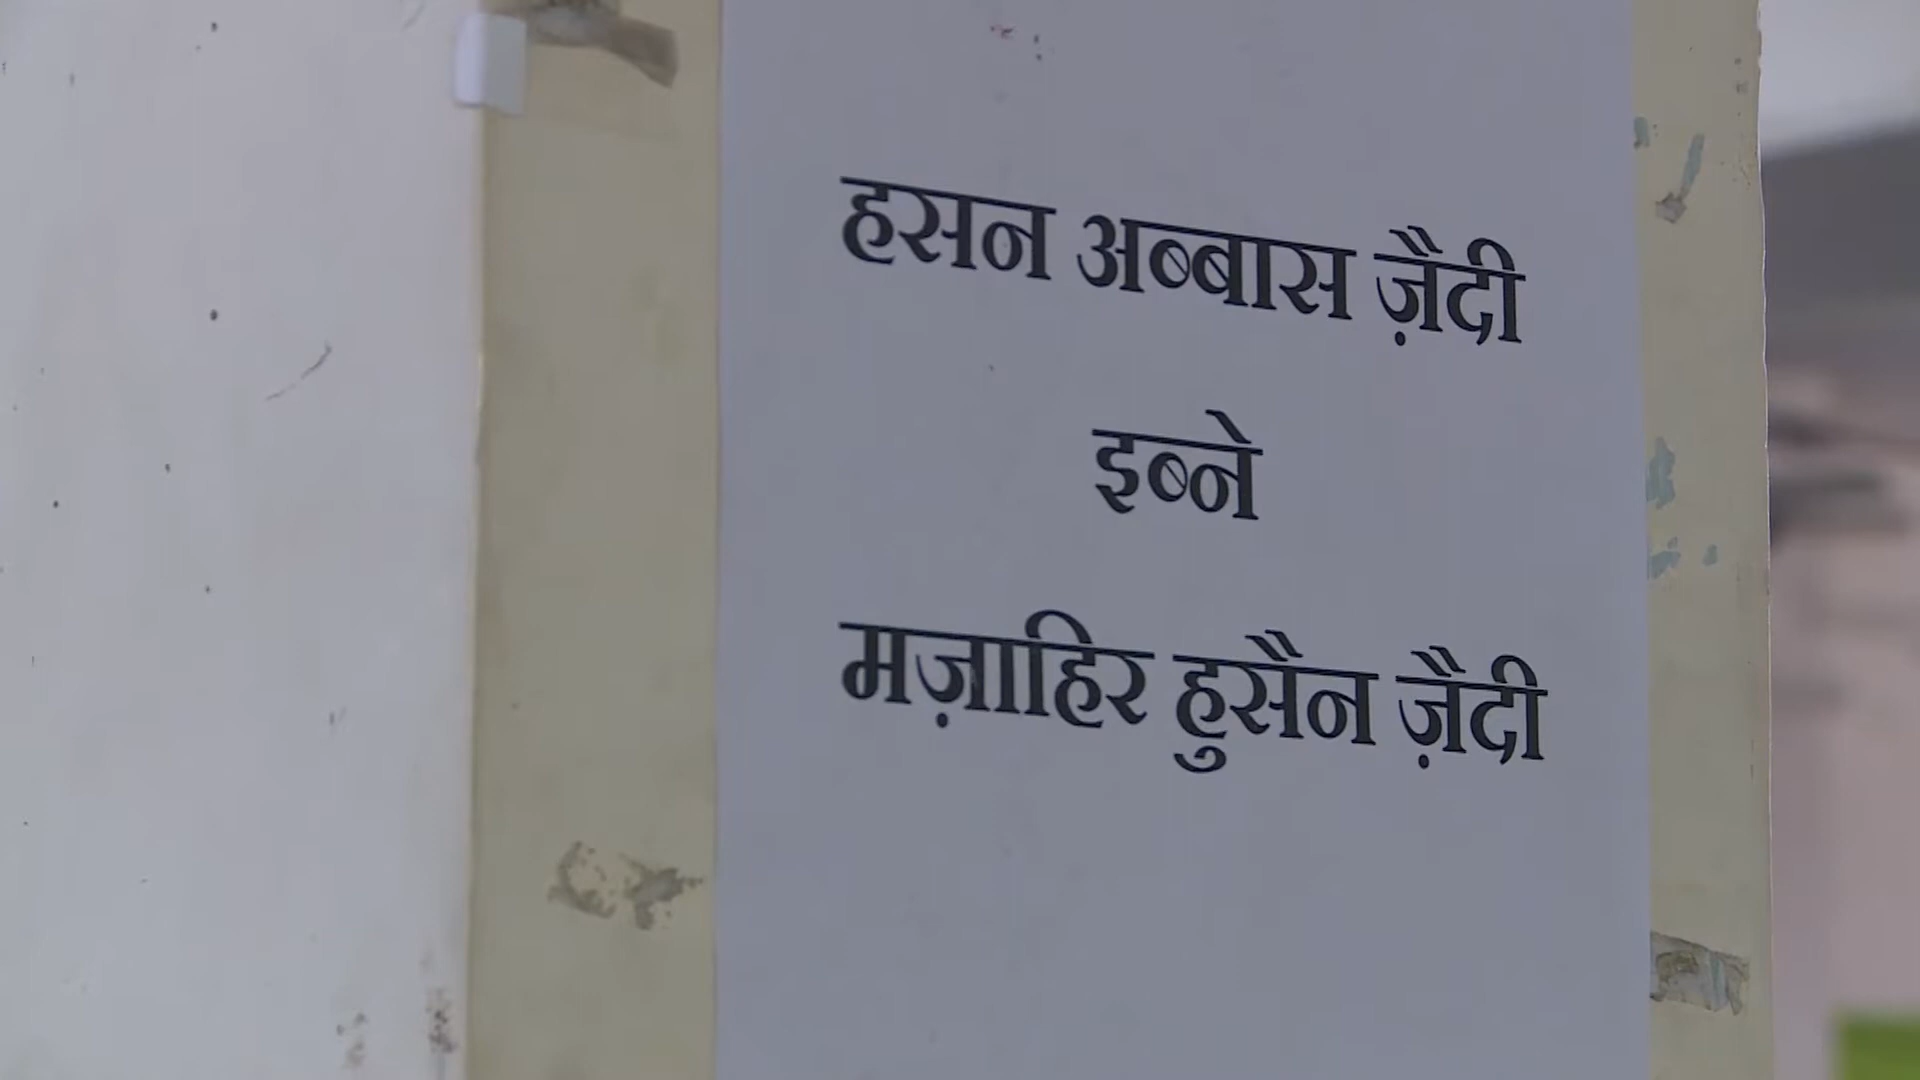 हसन अब्बास ज़ैदी
इब्ने
मज़ाहिर हुसैन ज़ैदी